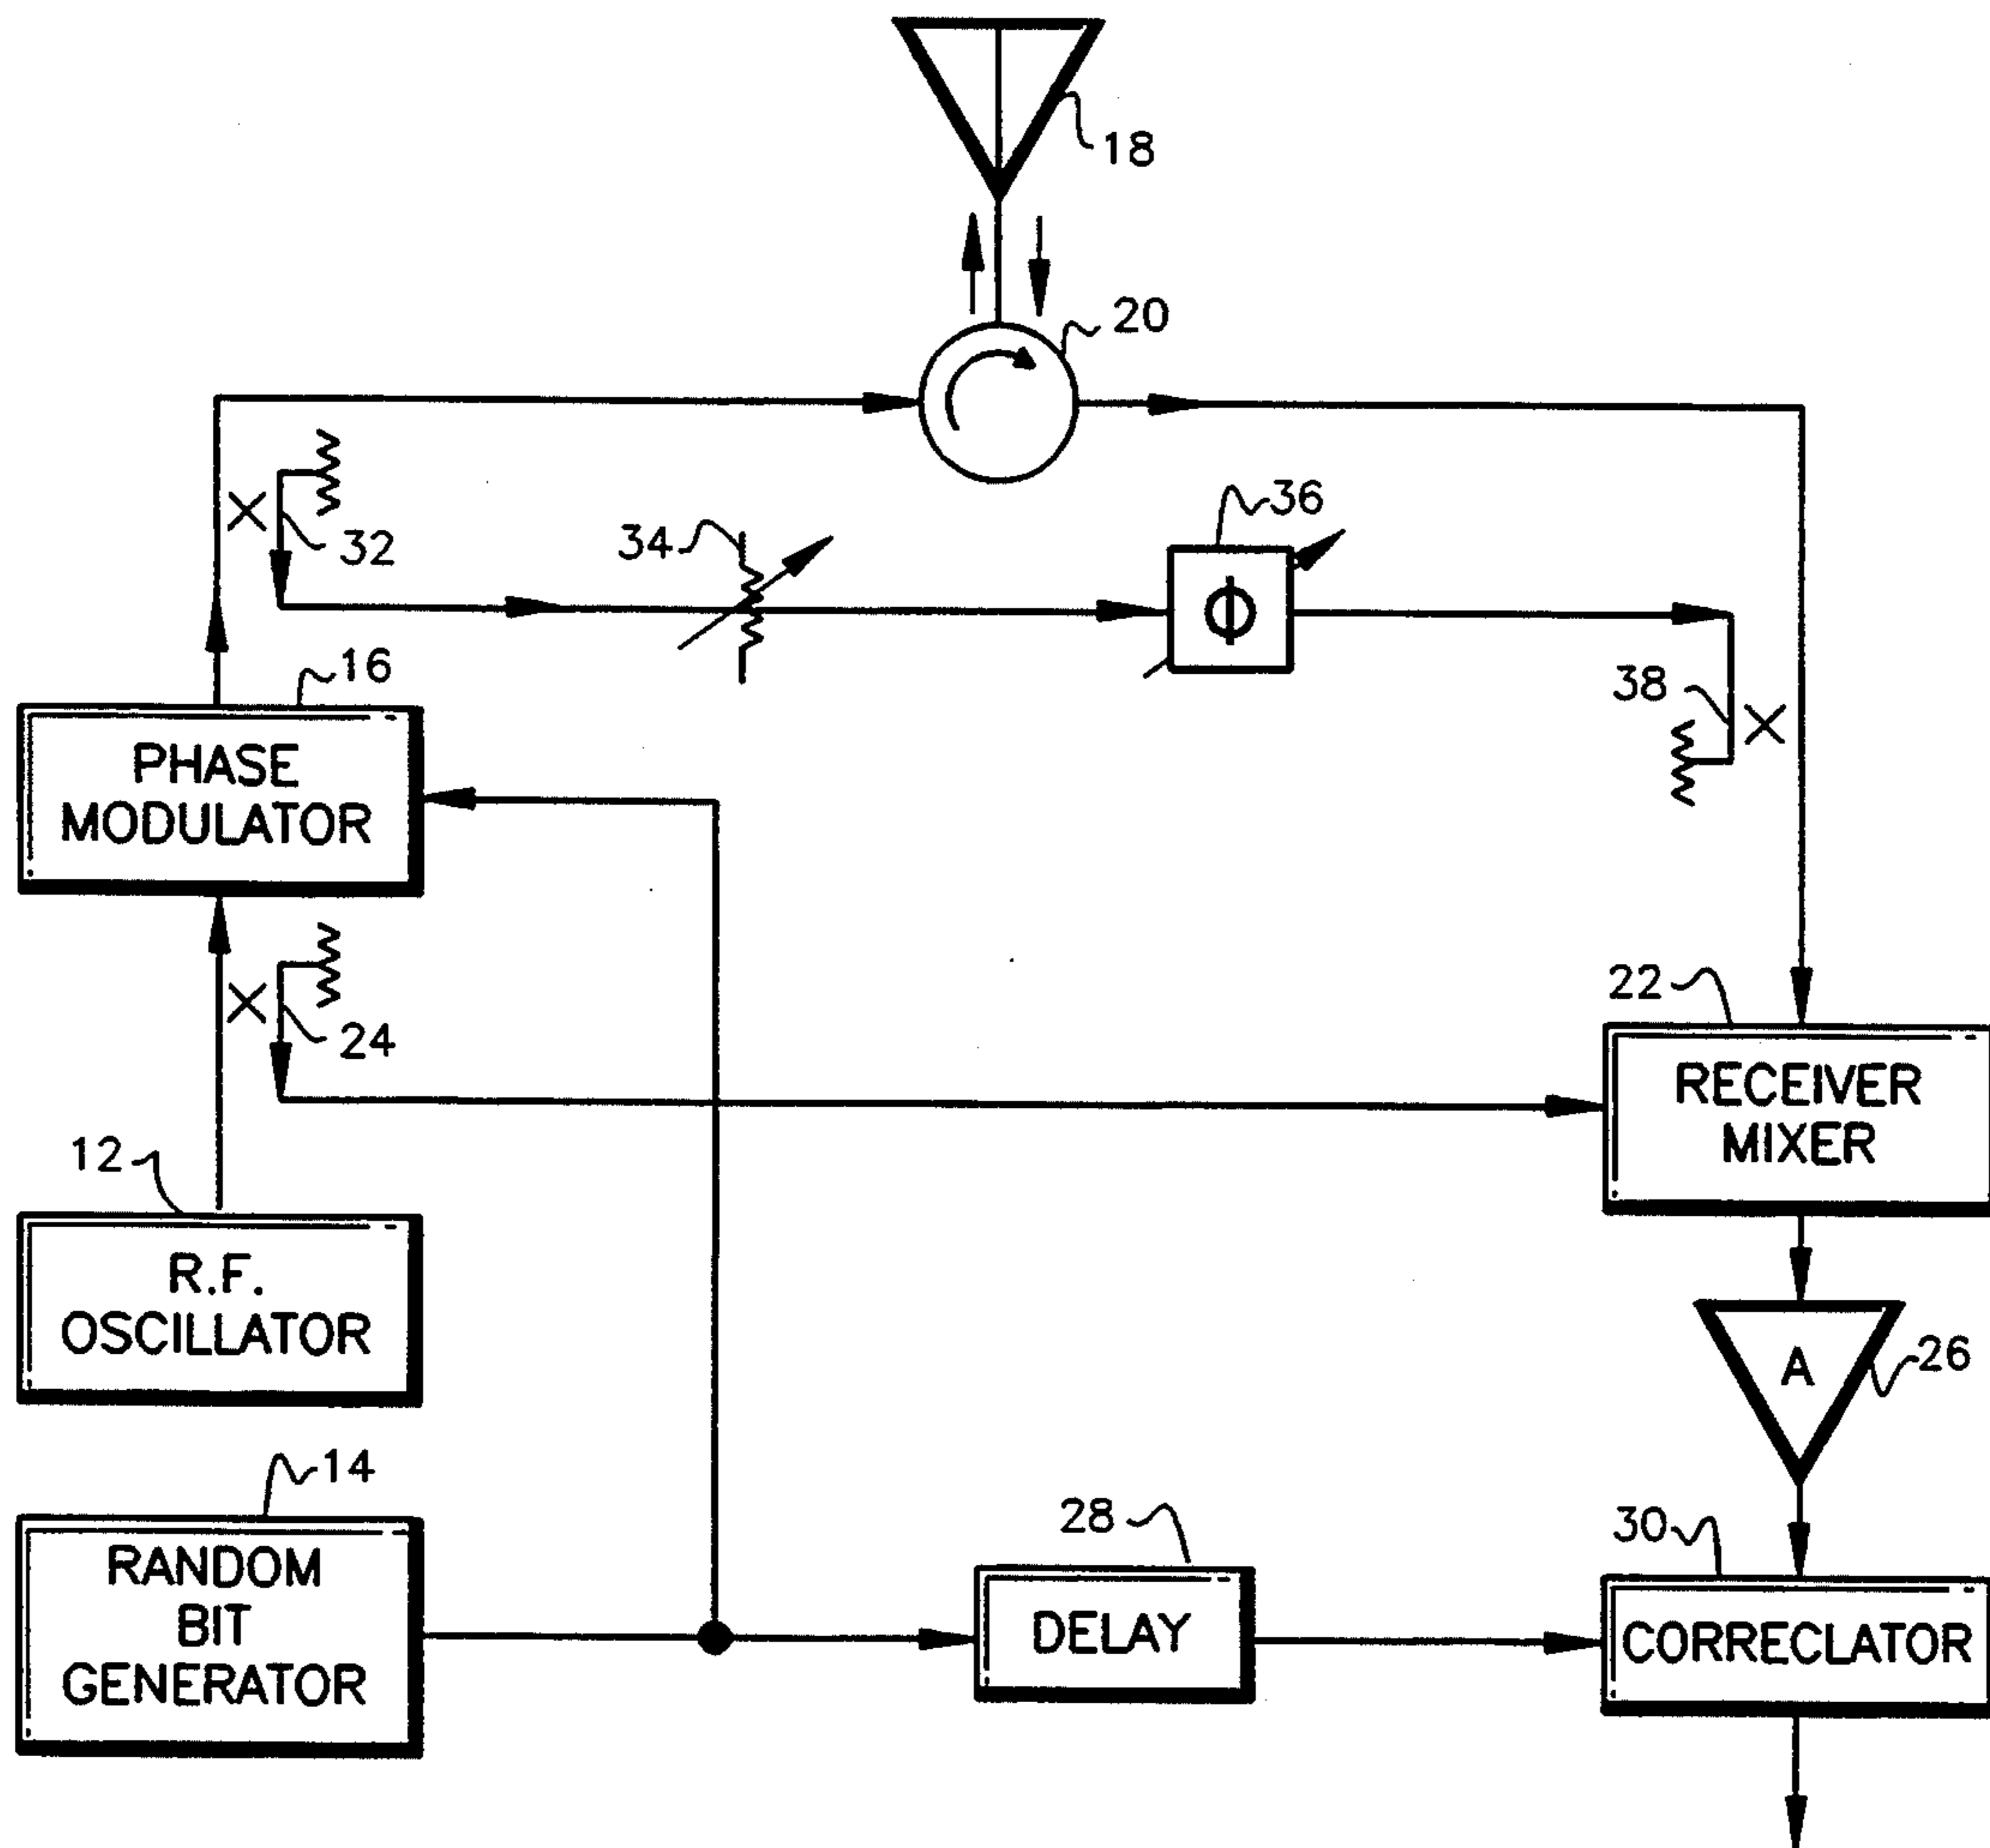 18
20
32
34
36
Φ
16
38
PHASE
MODULATOR
24
22
RECEIVER
MIXER
12
R.F.
OSCILLATOR
A
26
14
RANDOM
BIT
GENERATOR
28
DELAY
30
CORRECLATOR